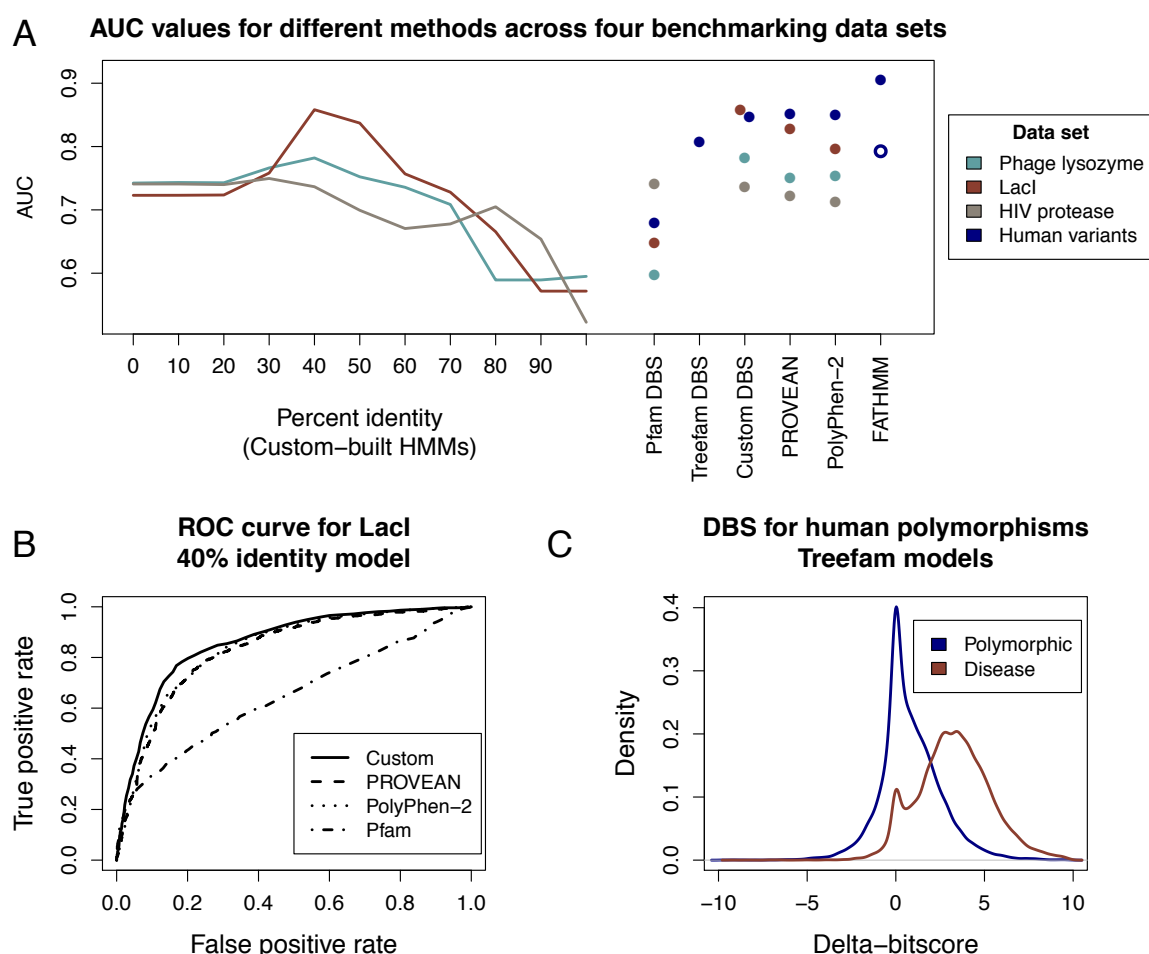 A
AUC values for different methods across four benchmarking data sets
AUC
0.9
0.8
0.7
0.6
0 10 20 30 40 50 60 70 80 90
Percent identity
(Custom−built HMMs)
Pfam DBS
Treefam DBS
Custom DBS
PROVEAN
PolyPhen−2
FATHMM
Data set
Phage lysozyme
LacI
HIV protease
Human variants
B
ROC curve for LacI
40% identity model
True positive rate
1.0
0.8
0.6
0.4
0.2
0.0
0.0 0.2 0.4 0.6 0.8 1.0
False positive rate
Custom
PROVEAN
PolyPhen−2
Pfam
C
DBS for human polymorphisms
Treefam models
Density
0.4
0.3
0.2
0.1
0.0
−10 −5 0 5 10
Delta−bitscore
Polymorphic
Disease